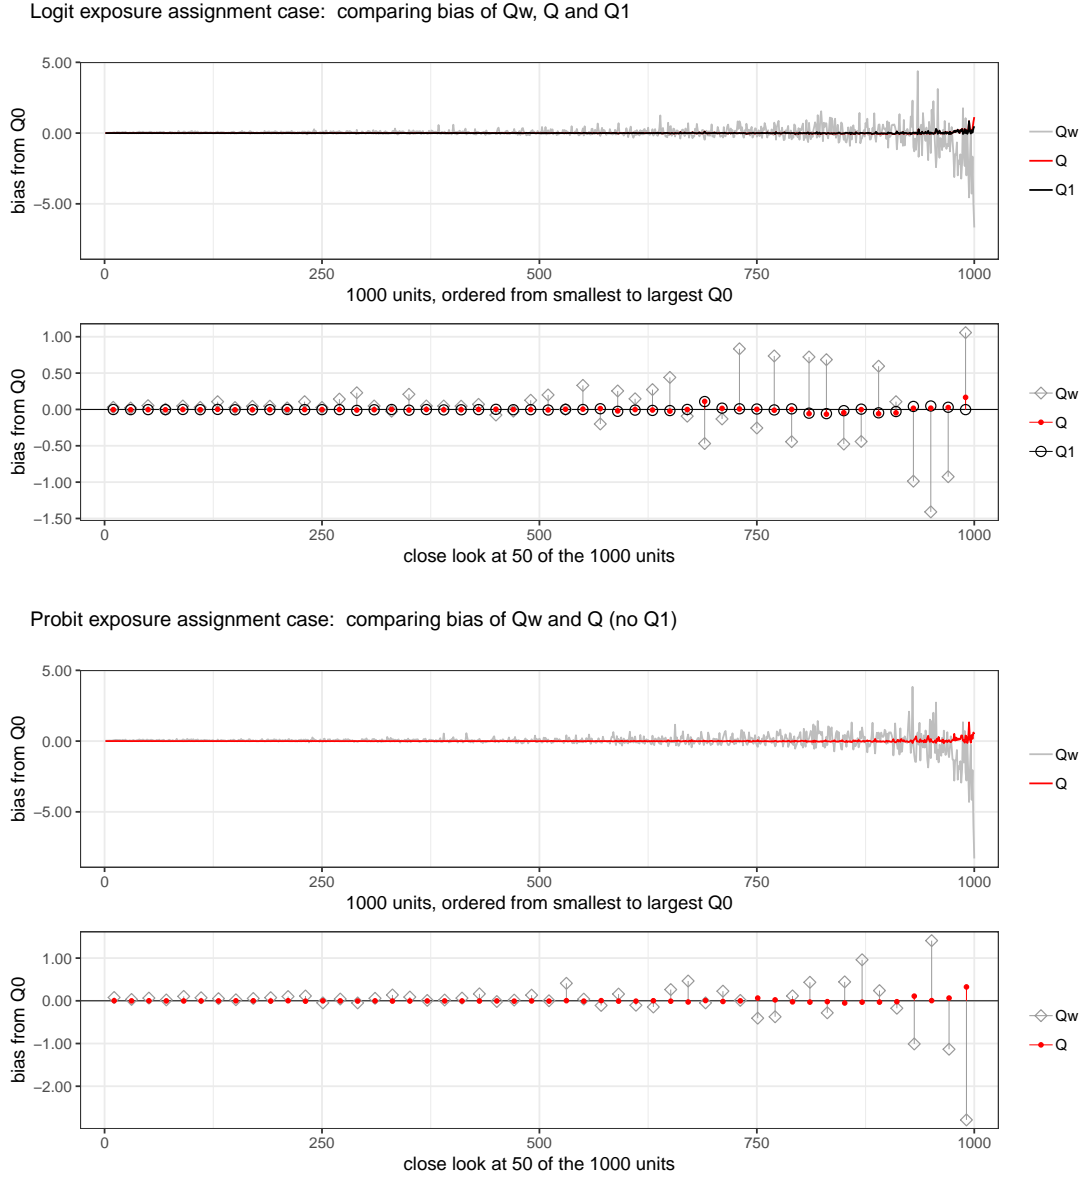 Logit exposure assignment case:  comparing bias of Qw, Q and Q1
5.00
0.00
−5.00
bias from Q0
0
250
500
750
1000
1000 units, ordered from smallest to largest Q0
Qw
Q
Q1
1.00
0.50
0.00
−0.50
−1.00
−1.50
bias from Q0
0
250
500
750
1000
close look at 50 of the 1000 units
Qw
Q
Q1
Probit exposure assignment case:  comparing bias of Qw and Q (no Q1)
5.00
0.00
−5.00
bias from Q0
0
250
500
750
1000
1000 units, ordered from smallest to largest Q0
Qw
Q
1.00
0.00
−1.00
−2.00
bias from Q0
0
250
500
750
1000
close look at 50 of the 1000 units
Qw
Q